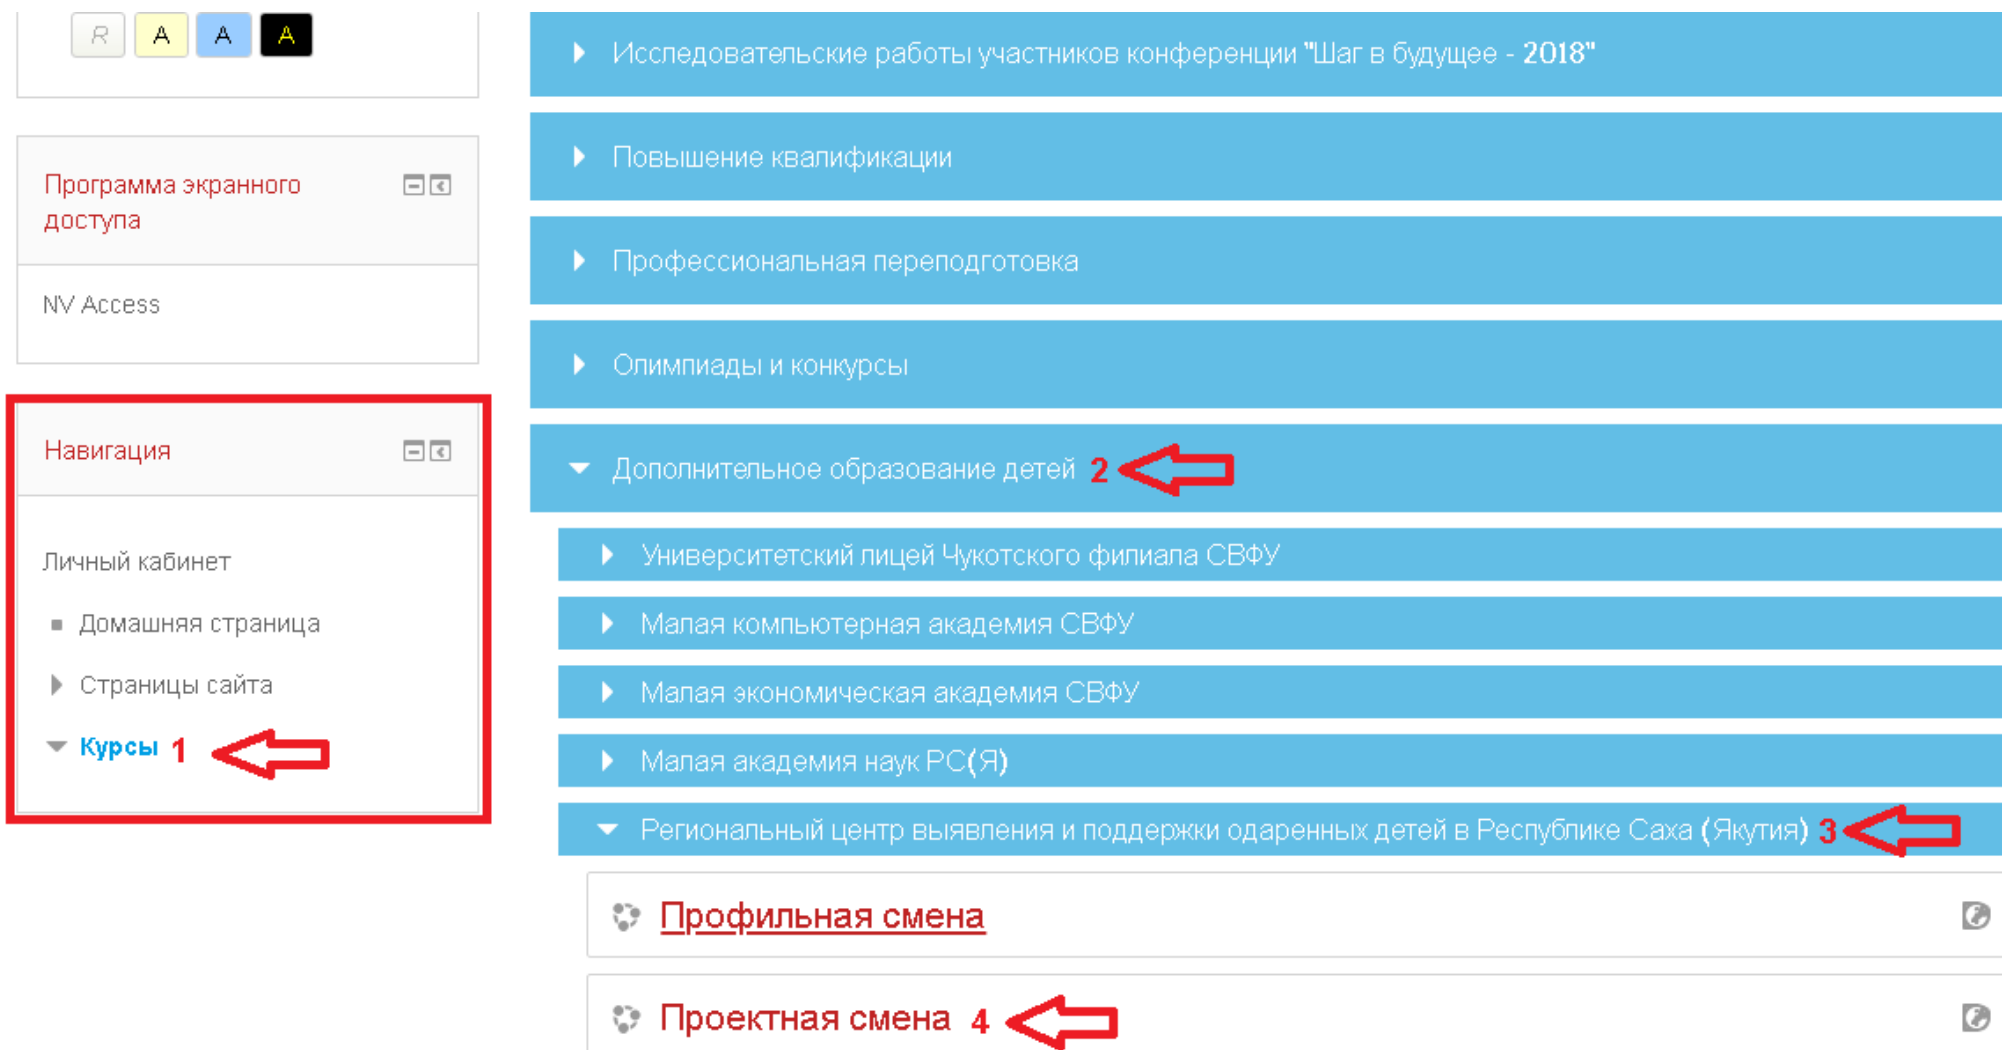 R A A A
Программа экранного
доступа
NV Access
Навигация
Личный кабинет
Домашняя страница
Страницы сайта
Курсы 1
Исследовательские работы участников конференции "Шаг в будущее - 2018"
Повышение квалификации
Профессиональная переподготовка
Олимпиады и конкурсы
Дополнительное образование детей 2
Университетский лицей Чукотского филиала СВФУ
Малая компьютерная академия СВФУ
Малая экономическая академия СВФУ
Малая академия наук РС(Я)
Региональный центр выявления и поддержки одаренных детей в Республике Саха (Якутия) 3
Профильная смена
Проектная смена 4